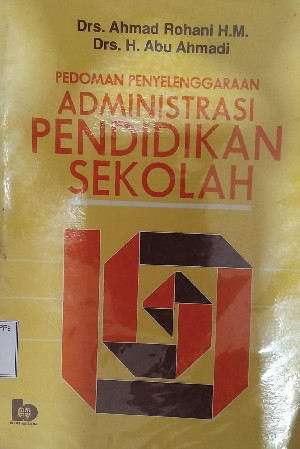 Drs. Ahmad Rohani H.M.
Drs. H. Abu Ahmadi
PEDOMAN PENYELENGGARAAN
ADMINISTRASI
PENDIDIKAN
SEKOLAH